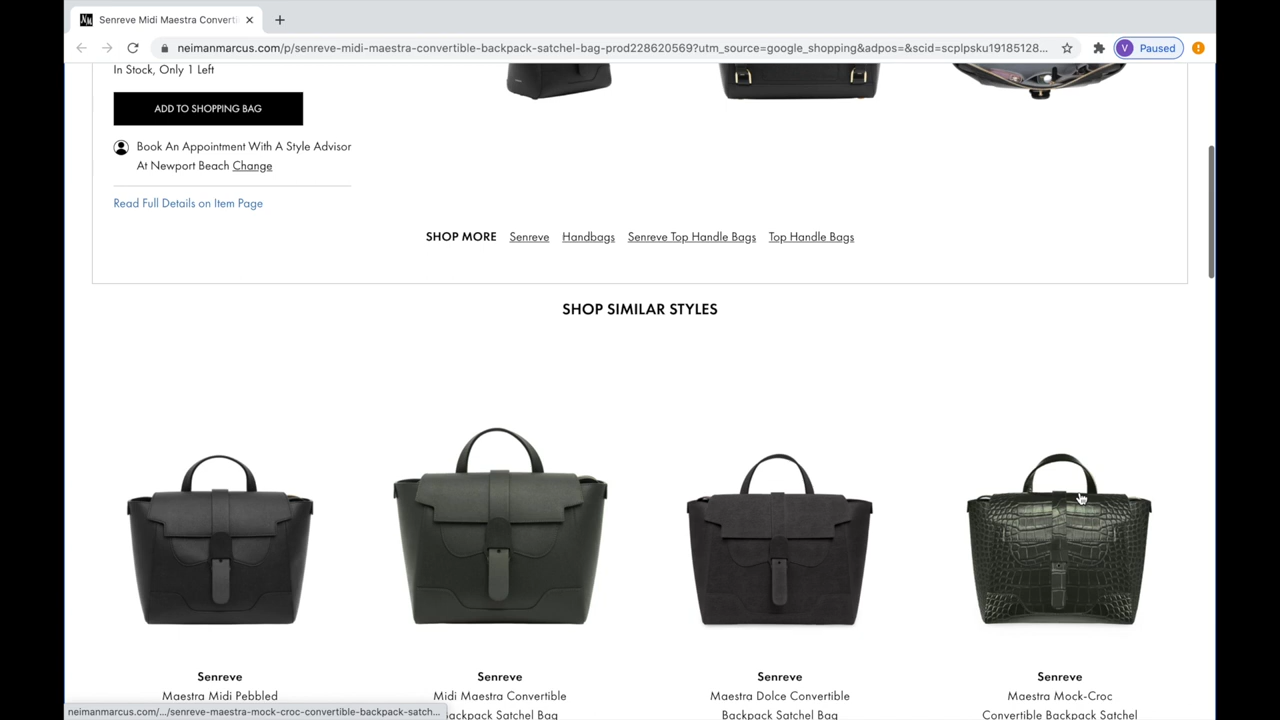 Senreve Midi Maestra Converti
neimanmarcus.com/p/senreve-midi-maestra-convertible-backpack-satchel-bag-prod228620569?utm_source=google_shopping&adpos=&scid=scplpsku19185128...
V Paused
In Stock, Only 1 Left
ADD TO SHOPPING BAG
Book An Appointment With A Style Advisor
At Newport Beach Change
Read Full Details on Item Page
SHOP MORE Senreve Handbags Senreve Top Handle Bags Top Handle Bags
SHOP SIMILAR STYLES
Senreve Senreve Senreve Senreve
Maestra Midi Pebbled Midi Maestra Convertible Maestra Dolce Convertible Maestra Mock-Croc
Backpack Satchel Bag Backpack Satchel Bag Convertible Backpack Satchel
neimanmarcus.com/.../senreve-maestra-mock-croc-convertible-backpack-satch...